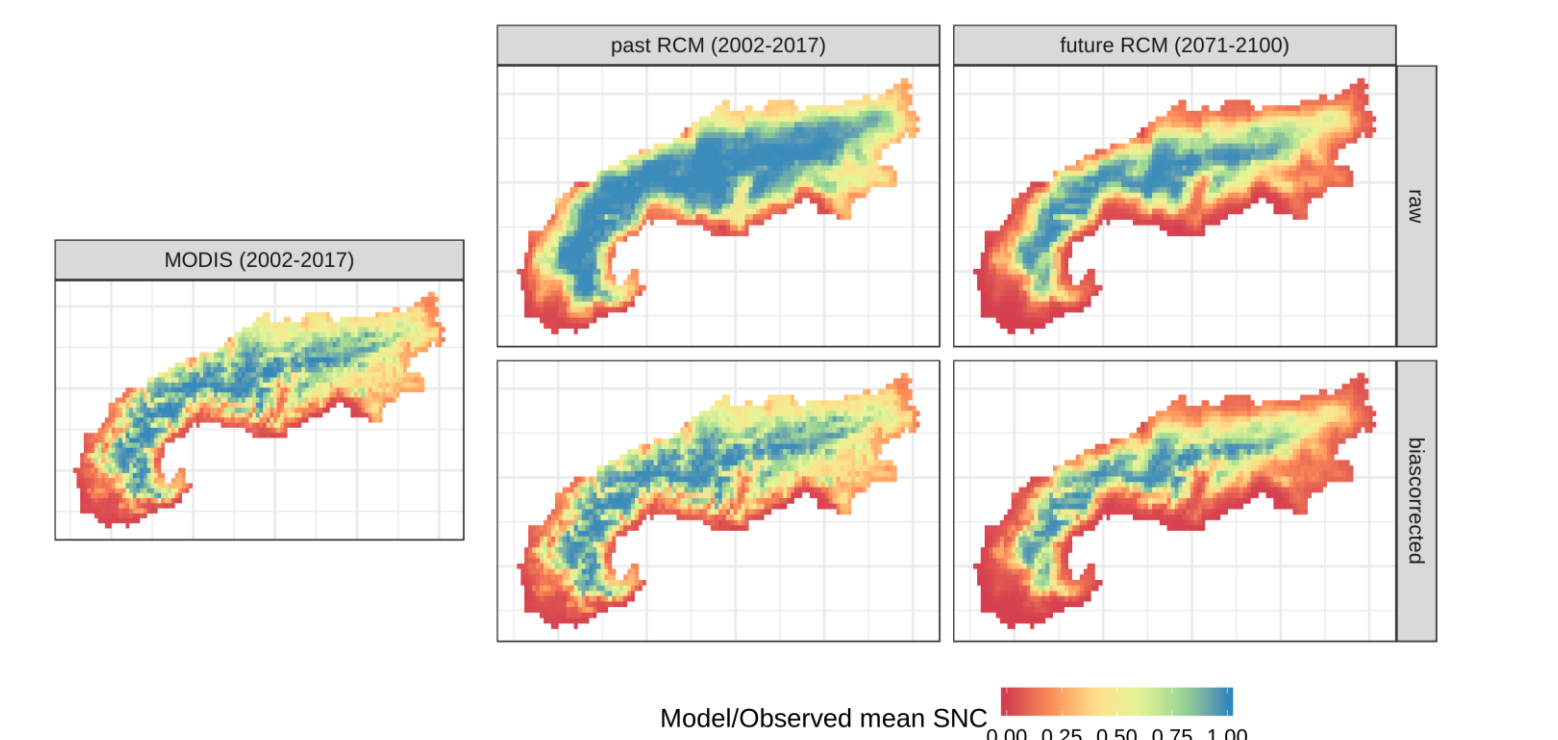 past RCM (2002-2017)
future RCM (2071-2100)
raw
MODIS (2002-2017)
biascorrected
Model/Observed mean SNC
0.00 0.25 0.50 0.75 1.00